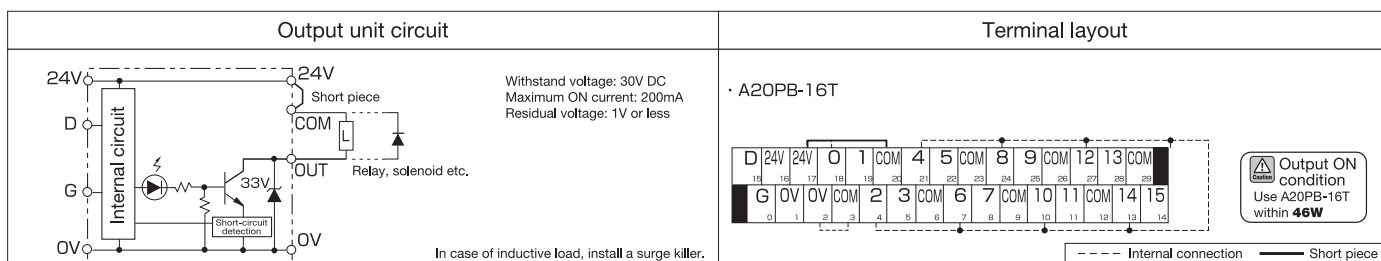 Output unit circuit
Terminal layout
24V
24V
Short piece
D
COM
L
Internal circuit
OUT
Relay, solenoid etc.
G
33V
Short-circuit
detection
0V
0V
Withstand voltage: 30V DC
Maximum ON current: 200mA
Residual voltage: 1V or less
In case of inductive load, install a surge killer.
· A20PB-16T
D 24V 24V 0 1 COM 4 5 COM 8 9 COM 12 13 COM
15 16 17 18 19 20 21 22 23 24 25 26 27 28 29
G 0V 0V COM 2 3 COM 6 7 COM 10 11 COM 14 15
0 1 2 3 4 5 6 7 8 9 10 11 12 13 14
Caution
Output ON
condition
Use A20PB-16T
within 46W
Internal connection
Short piece